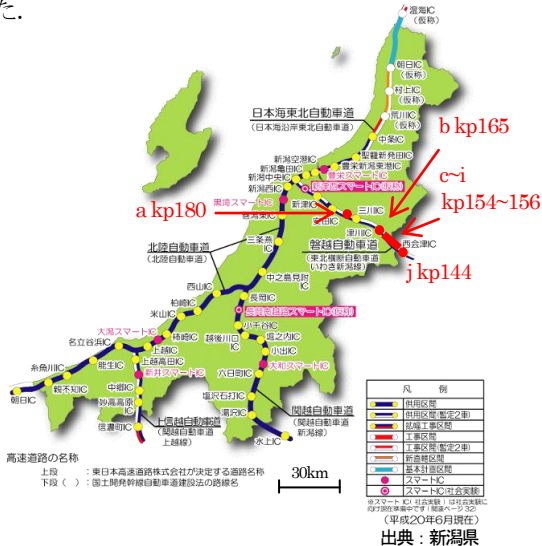 た.
温海IC
(仮称)
朝日IC
(仮称)
村上IC
(仮称)
荒川IC
(仮称)
中条IC
日本海東北自動車道
(日本海沿岸東北自動車道)
聖籠新発田IC
豊栄新潟東港IC
豊栄スマートIC
新潟空港IC
新潟亀田IC
新潟中央IC
新潟西IC
黒埼スマートIC
新津IC
安田IC
三川IC
津川IC
西会津IC
b kp165
c~i
kp154~156
a kp180
j kp144
磐越自動車道
(東北横断自動車道
いわき新潟線)
巻潟東IC
三条燕
IC
北陸自動車道
(北陸自動車道)
中之島見附
IC
長岡IC
西山IC
柏崎IC
米山IC
柿崎IC
大潟スマートIC
上越IC
上越高田IC
新井スマートIC
中郷IC
妙高高原
IC
信濃町IC
名立谷浜IC
能生IC
糸魚川IC
親不知IC
朝日IC
小千谷IC
越後川口
IC
堀之内IC
小出IC
大和スマートIC
六日町IC
塩沢石打IC
湯沢IC
水上IC
関越自動車道
(関越自動車道
新潟線)
上信越自動車道
(関越自動車道
上越線)
高速道路の名称
上段 : 東日本高速道路株式会社が決定する道路名称
下段( ) : 国土開発幹線自動車道建設法の路線名
30km
凡 例
供用区間
供用区間(暫定2車)
拡幅工事区間
工事区間
工事区間(暫定2車)
新直轄区間
基本計画区間
スマートIC
スマートIC(社会実験)
(平成20年6月現在)
出典：新潟県